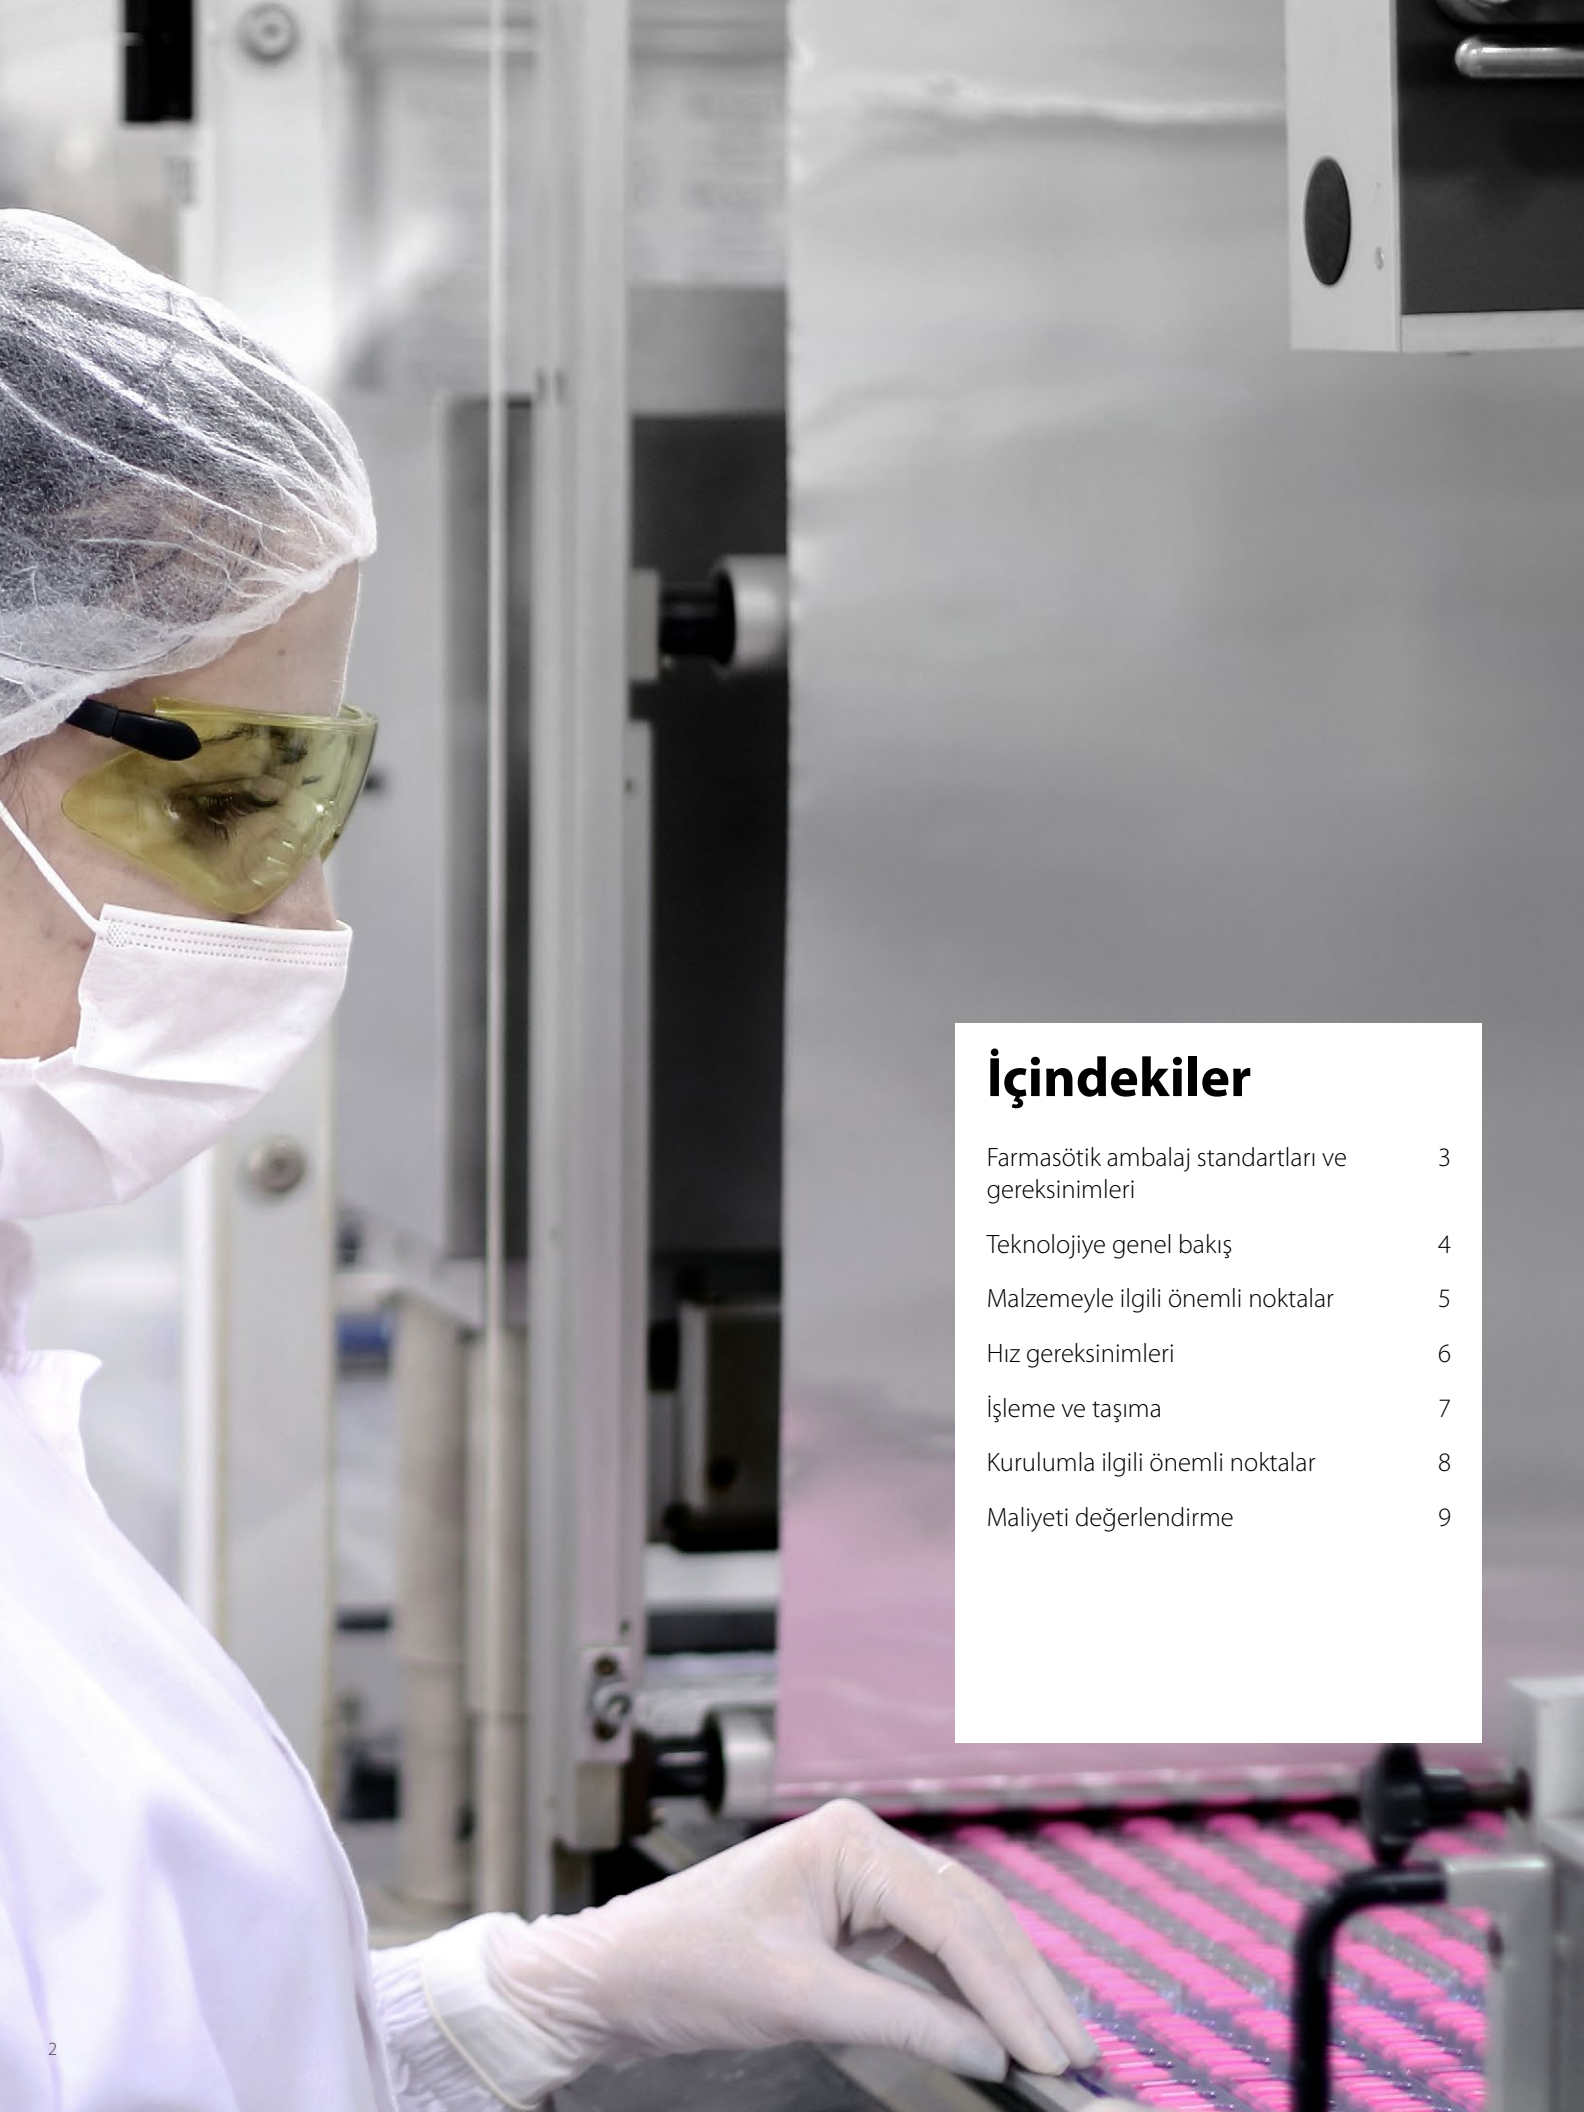 İçindekiler
Farmasötik ambalaj standartları ve 3
gereksinimleri
Teknolojiye genel bakış 4
Malzemeyle ilgili önemli noktalar 5
Hız gereksinimleri 6
İşleme ve taşıma 7
Kurulumla ilgili önemli noktalar 8
Maliyeti değerlendirme 9
2